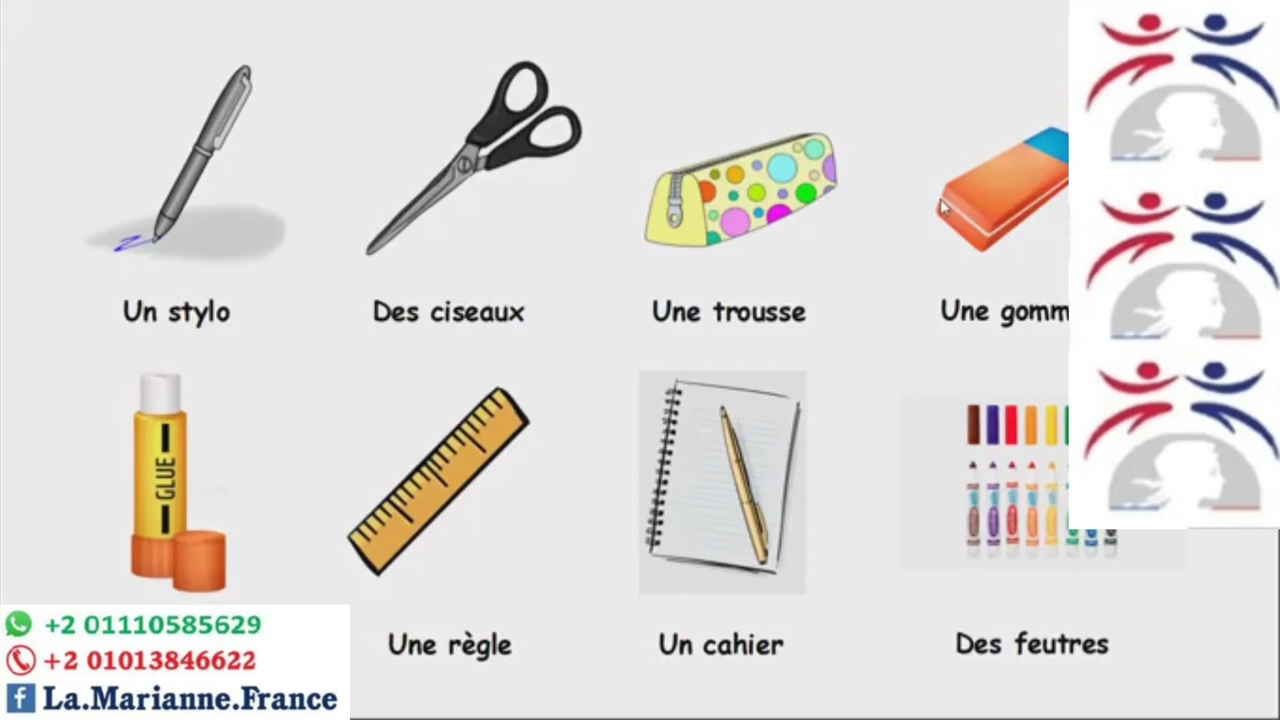 Un stylo
Des ciseaux
Une trousse
Une
GLUE
Une règle
Un cahier
Des feutres
+2 01110585629
+2 01013846622
La.Marianne.France